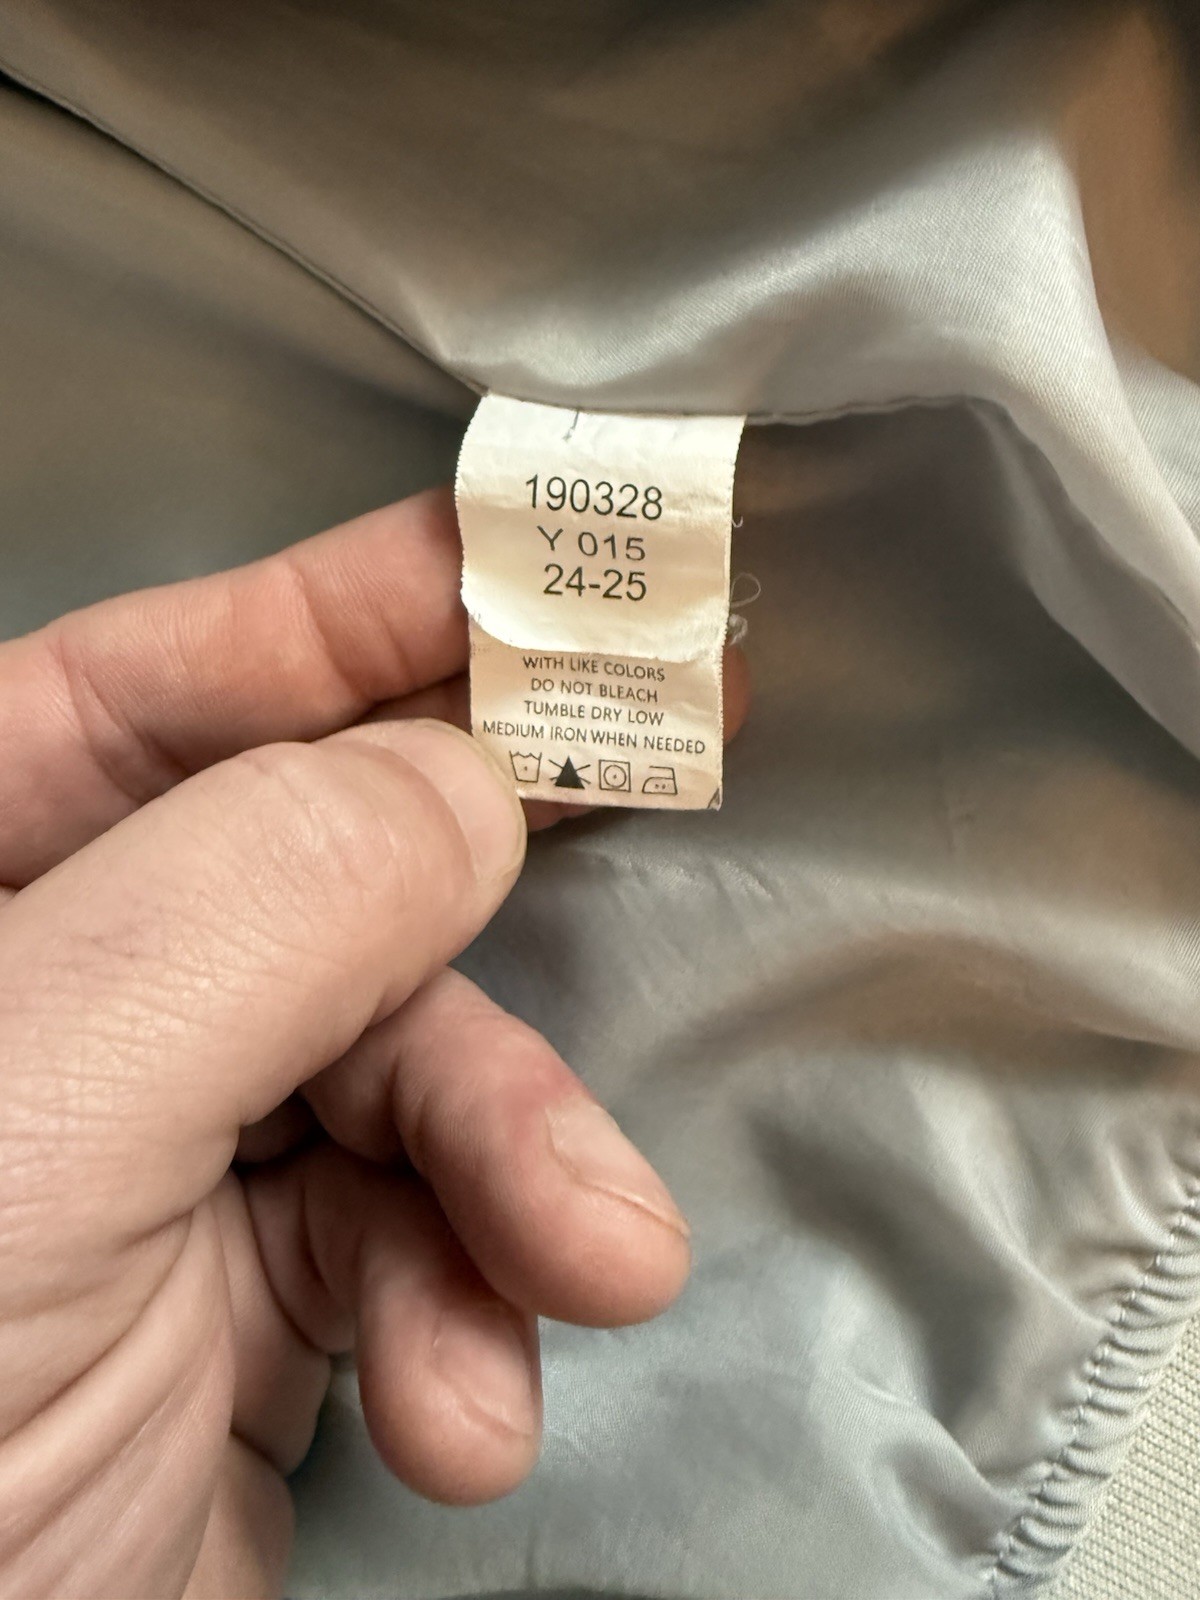 190328
Y 015
24-25
WITH LIKE COLORS
DO NOT BLEACH
TUMBLE DRY LOW
MEDIUM IRON WHEN NEEDED